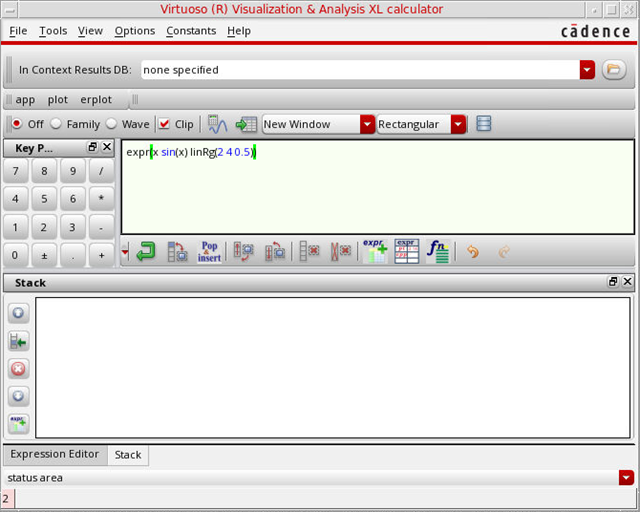 Virtuoso (R) Visualization & Analysis XL calculator
File Tools View Options Constants Help
cādence
In Context Results DB: none specified
app plot erplot
Off Family Wave Clip New Window Rectangular
Key P...
7 8 9 /
4 5 6 *
1 2 3 -
0 ± . +
expr(x sin(x) linRg(2 4 0.5))
Pop insert
expr
expr
fn
Stack
expr
Expression Editor Stack
status area
2